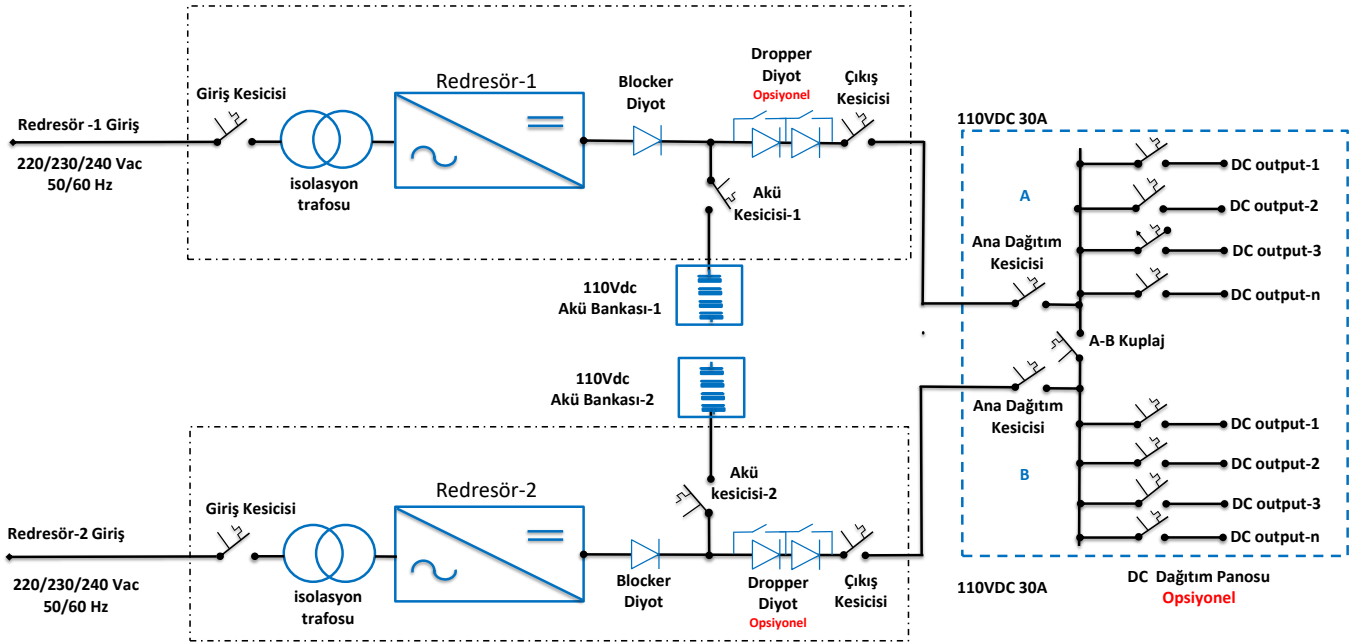 Redresör -1 Giriş
220/230/240 Vac
50/60 Hz
Giriş Kesicisi
isolasyon
trafosu
Redresör-1
Blocker
Diyot
Dropper
Diyot
Opsiyonel
Çıkış
Kesicisi
Akü
Kesicisi-1
110Vdc
Akü Bankası-1
110VDC 30A
A
Ana Dağıtım
Kesicisi
DC output-1
DC output-2
DC output-3
DC output-n
A-B Kuplaj
110Vdc
Akü Bankası-2
Redresör-2 Giriş
220/230/240 Vac
50/60 Hz
Giriş Kesicisi
isolasyon
trafosu
Redresör-2
Akü
kesicisi-2
Blocker
Diyot
Dropper
Diyot
Opsiyonel
Çıkış
Kesicisi
Ana Dağıtım
Kesicisi
B
DC output-1
DC output-2
DC output-3
DC output-n
110VDC 30A
DC Dağıtım Panosu
Opsiyonel